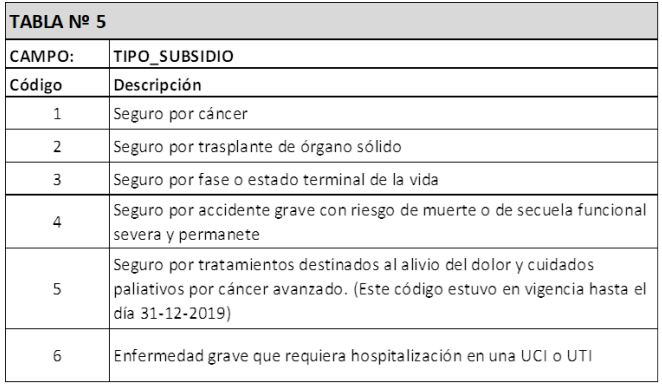 TABLA Nº 5
CAMPO: TIPO_SUBSIDIO
Código Descripción
1 Seguro por cáncer
2 Seguro por trasplante de órgano sólido
3 Seguro por fase o estado terminal de la vida
4 Seguro por accidente grave con riesgo de muerte o de secuela funcional
severa y permanete
5 Seguro por tratamientos destinados al alivio del dolor y cuidados
paliativos por cáncer avanzado. (Este código estuvo en vigencia hasta el
día 31-12-2019)
6 Enfermedad grave que requiera hospitalización en una UCI o UTI